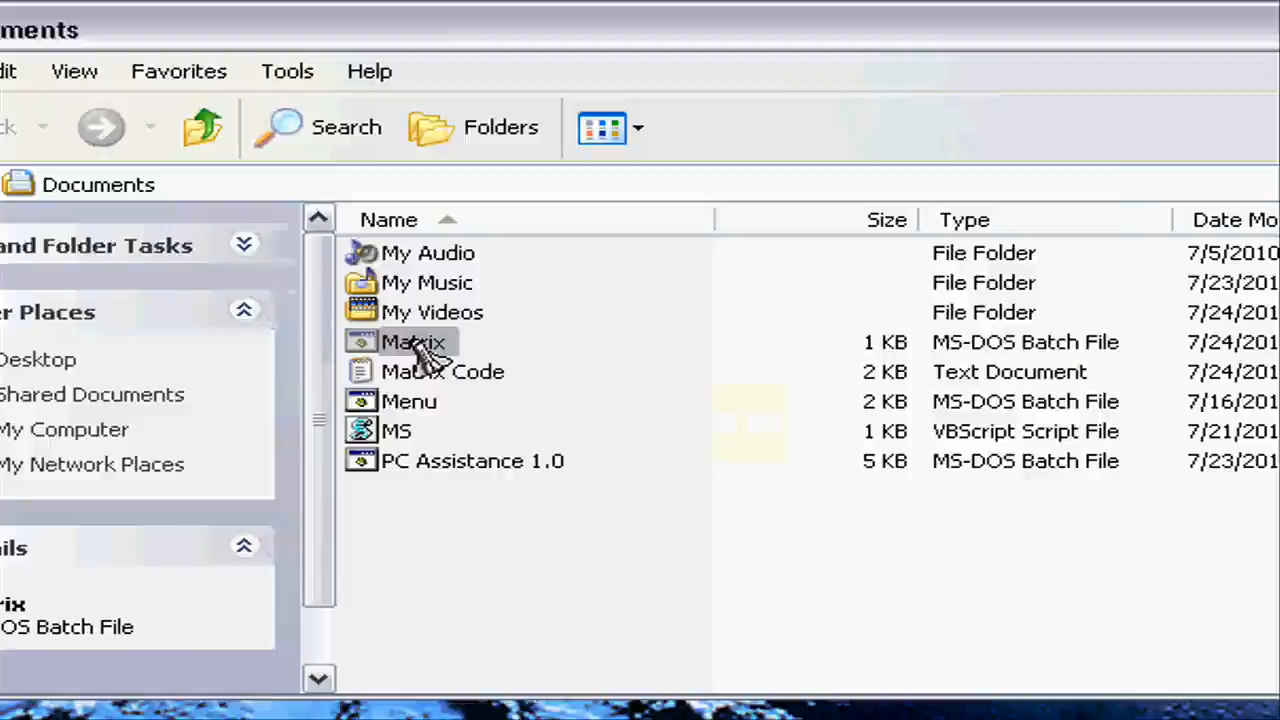 ments
dit View Favorites Tools Help
ck Search Folders
Documents
and Folder Tasks
er Places
Desktop
Shared Documents
My Computer
My Network Places
ails
rix
OS Batch File
Name Size Type Date Mo
My Audio File Folder 7/5/2010
My Music File Folder 7/23/201
My Videos File Folder 7/24/201
Matrix 1 KB MS-DOS Batch File 7/24/201
Matrix Code 2 KB Text Document 7/24/201
Menu 2 KB MS-DOS Batch File 7/16/201
MS 1 KB VBScript Script File 7/21/201
PC Assistance 1.0 5 KB MS-DOS Batch File 7/23/201